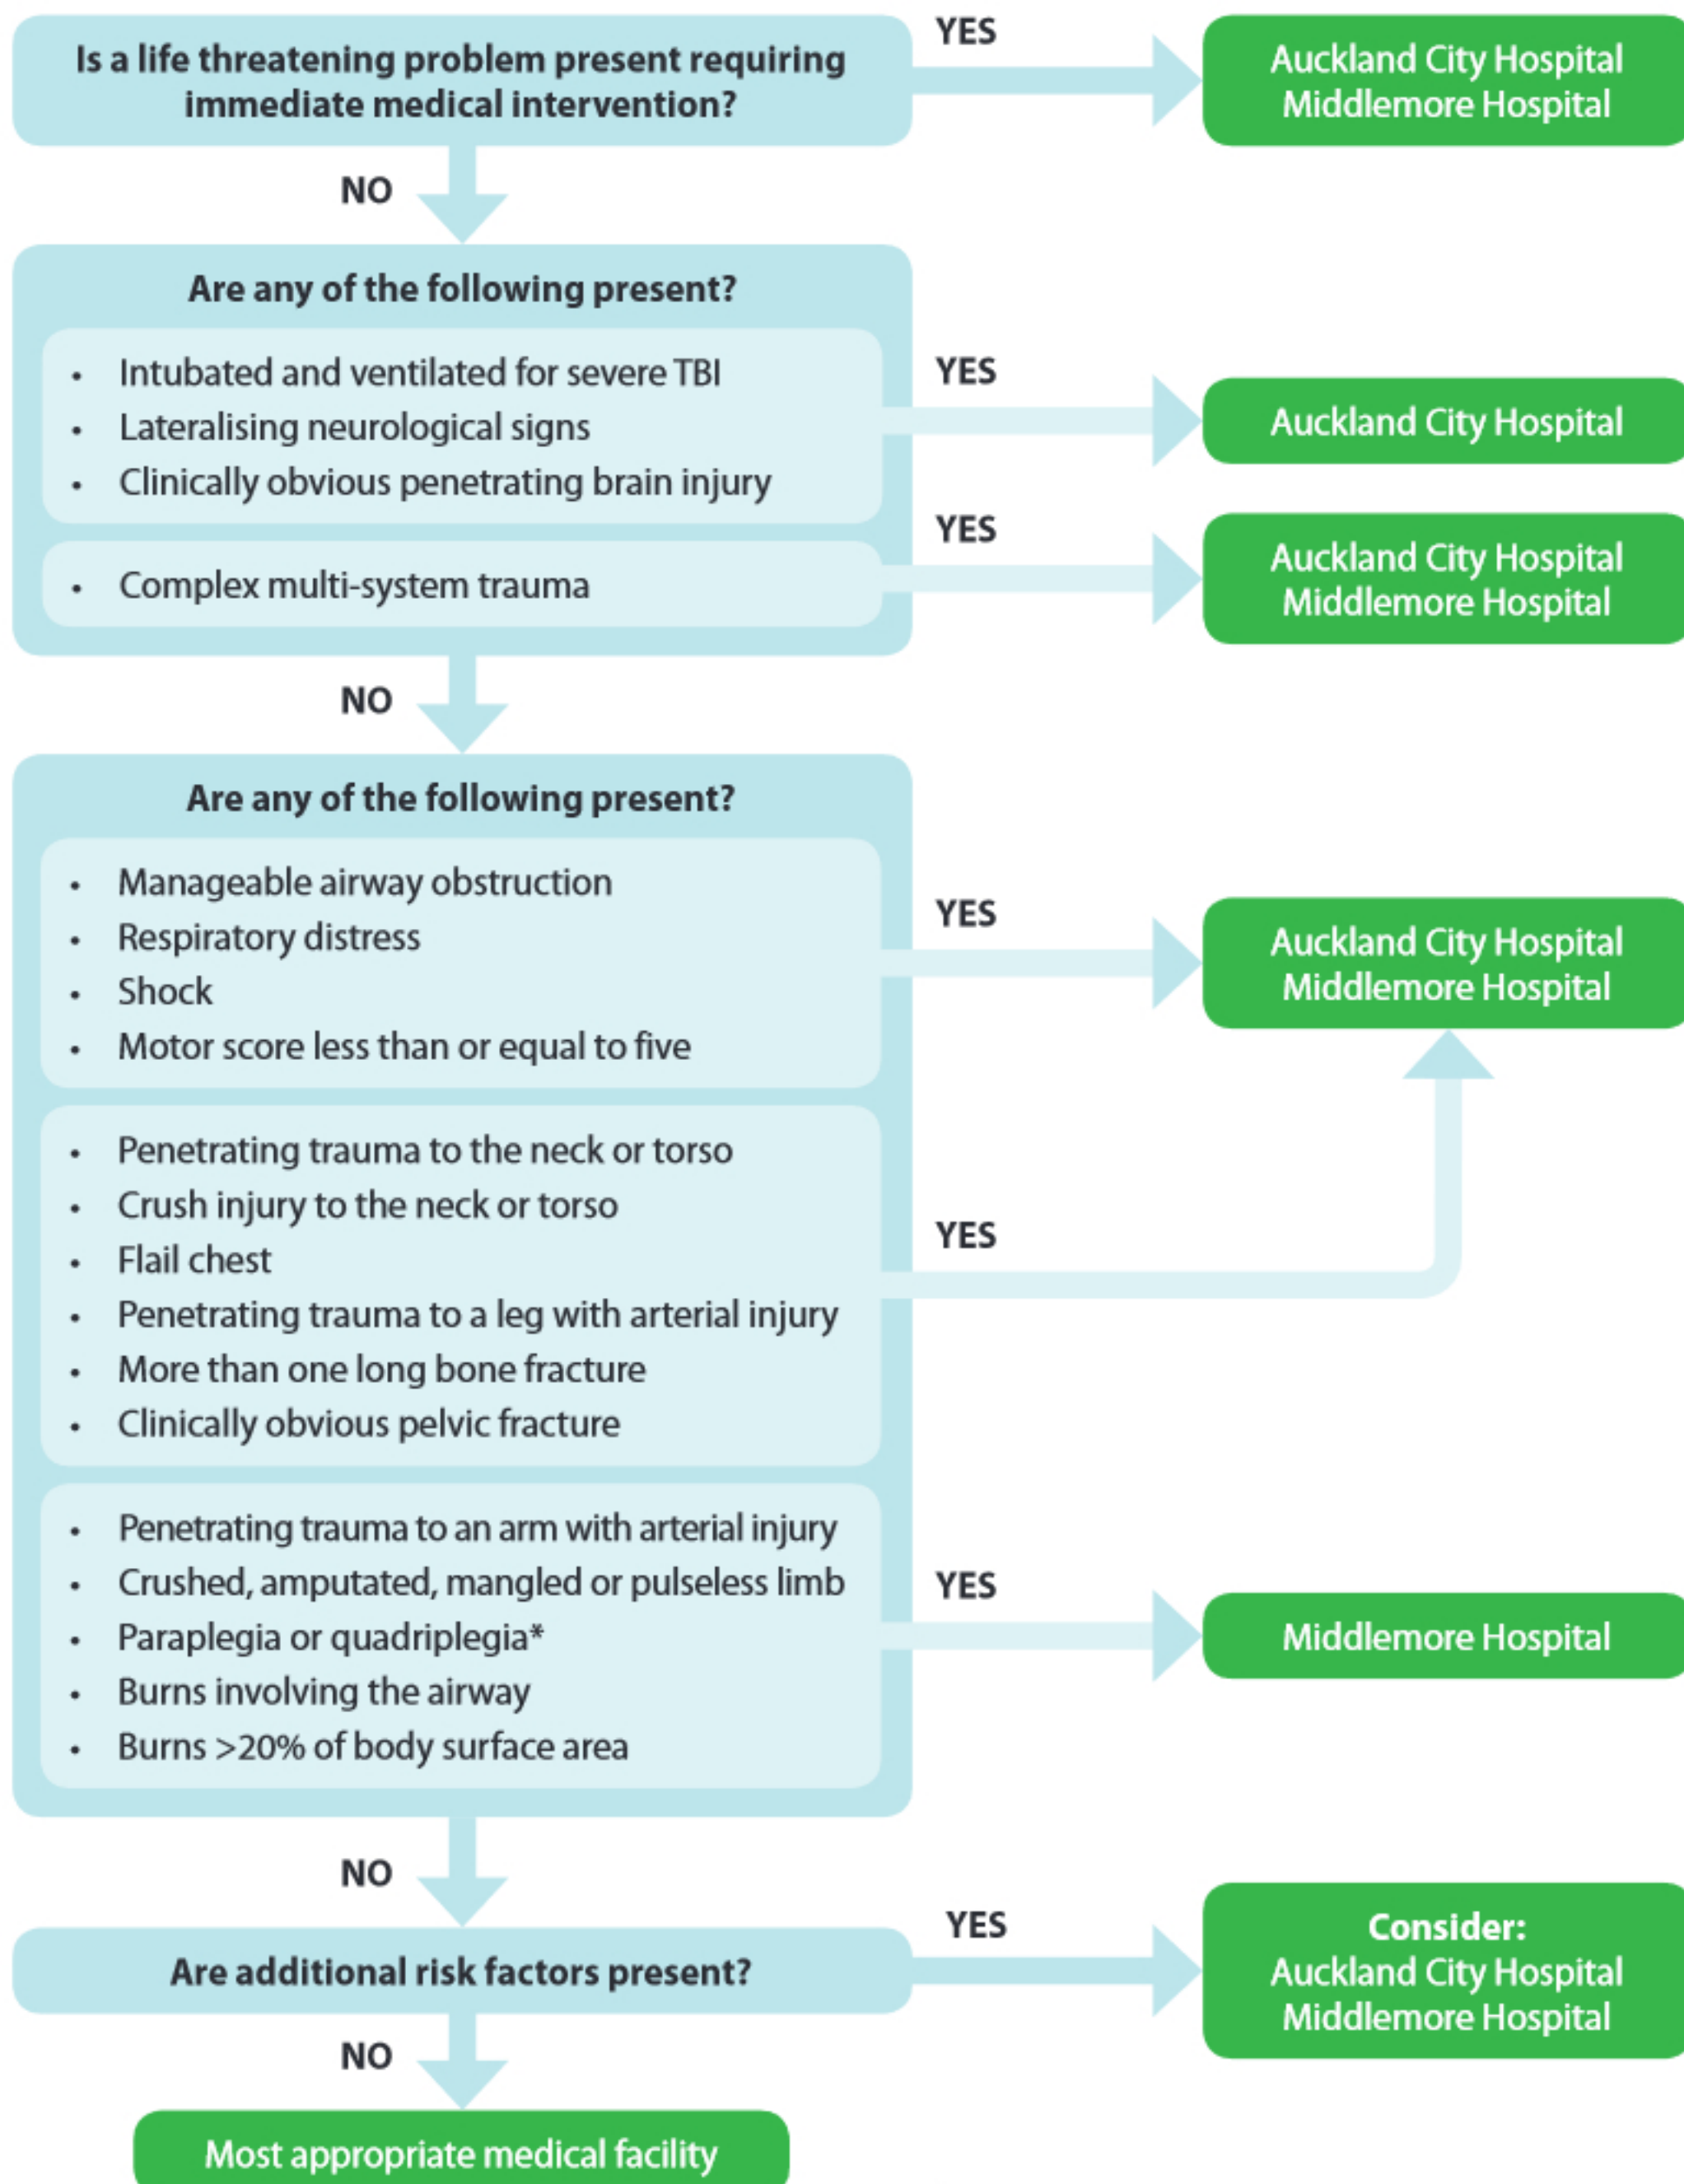 Is a life threatening problem present requiring
immediate medical intervention?
YES
Auckland City Hospital
Middlemore Hospital
NO
Are any of the following present?
• Intubated and ventilated for severe TBI
• Lateralising neurological signs
• Clinically obvious penetrating brain injury
YES
Auckland City Hospital
• Complex multi-system trauma
YES
Auckland City Hospital
Middlemore Hospital
NO
Are any of the following present?
• Manageable airway obstruction
• Respiratory distress
• Shock
• Motor score less than or equal to five
YES
Auckland City Hospital
Middlemore Hospital
• Penetrating trauma to the neck or torso
• Crush injury to the neck or torso
• Flail chest
• Penetrating trauma to a leg with arterial injury
• More than one long bone fracture
• Clinically obvious pelvic fracture
YES
• Penetrating trauma to an arm with arterial injury
• Crushed, amputated, mangled or pulseless limb
• Paraplegia or quadriplegia*
• Burns involving the airway
• Burns >20% of body surface area
YES
Middlemore Hospital
NO
Are additional risk factors present?
YES
Consider:
Auckland City Hospital
Middlemore Hospital
NO
Most appropriate medical facility